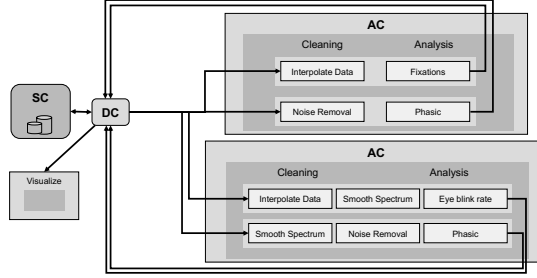 AC
Cleaning Analysis
Interpolate Data Fixations
Noise Removal Phasic
SC
DC
Visualize
AC
Cleaning Analysis
Interpolate Data Smooth Spectrum Eye blink rate
Smooth Spectrum Noise Removal Phasic